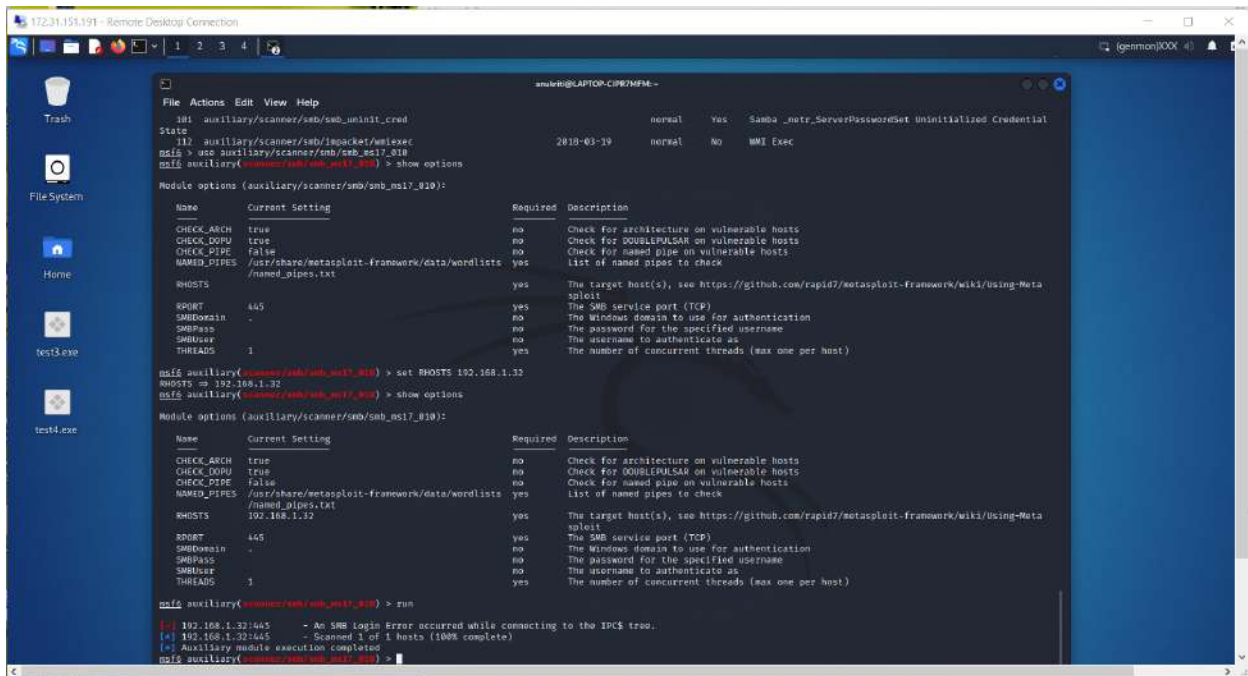 172.31.151.191 - Remote Desktop Connection
1 2 3 4
(genmon)XXX
Trash
File System
Home
test3.exe
test4.exe
anukriti@LAPTOP-CIPR7MFM: ~
File Actions Edit View Help
101 auxiliary/scanner/smb/smb_uninit_cred normal Yes Samba _netr_ServerPasswordSet Uninitialized Credential
State
112 auxiliary/scanner/smb/impacket/wmiexec 2018-03-19 normal No WMI Exec
msf6 > use auxiliary/scanner/smb/smb_ms17_010
msf6 auxiliary(scanner/smb/smb_ms17_010) > show options
Module options (auxiliary/scanner/smb/smb_ms17_010):
Name Current Setting Required Description
CHECK_ARCH true no Check for architecture on vulnerable hosts
CHECK_DOPU true no Check for DOUBLEPULSAR on vulnerable hosts
CHECK_PIPE false no Check for named pipe on vulnerable hosts
NAMED_PIPES /usr/share/metasploit-framework/data/wordlists yes List of named pipes to check
/named_pipes.txt
RHOSTS yes The target host(s), see https://github.com/rapid7/metasploit-framework/wiki/Using-Meta
sploit
RPORT 445 yes The SMB service port (TCP)
SMBDomain . no The Windows domain to use for authentication
SMBPass no The password for the specified username
SMBUser no The username to authenticate as
THREADS 1 yes The number of concurrent threads (max one per host)
msf6 auxiliary(scanner/smb/smb_ms17_010) > set RHOSTS 192.168.1.32
RHOSTS ⇒ 192.168.1.32
msf6 auxiliary(scanner/smb/smb_ms17_010) > show options
Module options (auxiliary/scanner/smb/smb_ms17_010):
Name Current Setting Required Description
CHECK_ARCH true no Check for architecture on vulnerable hosts
CHECK_DOPU true no Check for DOUBLEPULSAR on vulnerable hosts
CHECK_PIPE false no Check for named pipe on vulnerable hosts
NAMED_PIPES /usr/share/metasploit-framework/data/wordlists yes List of named pipes to check
/named_pipes.txt
RHOSTS 192.168.1.32 yes The target host(s), see https://github.com/rapid7/metasploit-framework/wiki/Using-Meta
sploit
RPORT 445 yes The SMB service port (TCP)
SMBDomain . no The Windows domain to use for authentication
SMBPass no The password for the specified username
SMBUser no The username to authenticate as
THREADS 1 yes The number of concurrent threads (max one per host)
msf6 auxiliary(scanner/smb/smb_ms17_010) > run
[-] 192.168.1.32:445 - An SMB Login Error occurred while connecting to the IPC$ tree.
[*] 192.168.1.32:445 - Scanned 1 of 1 hosts (100% complete)
[*] Auxiliary module execution completed
msf6 auxiliary(scanner/smb/smb_ms17_010) >